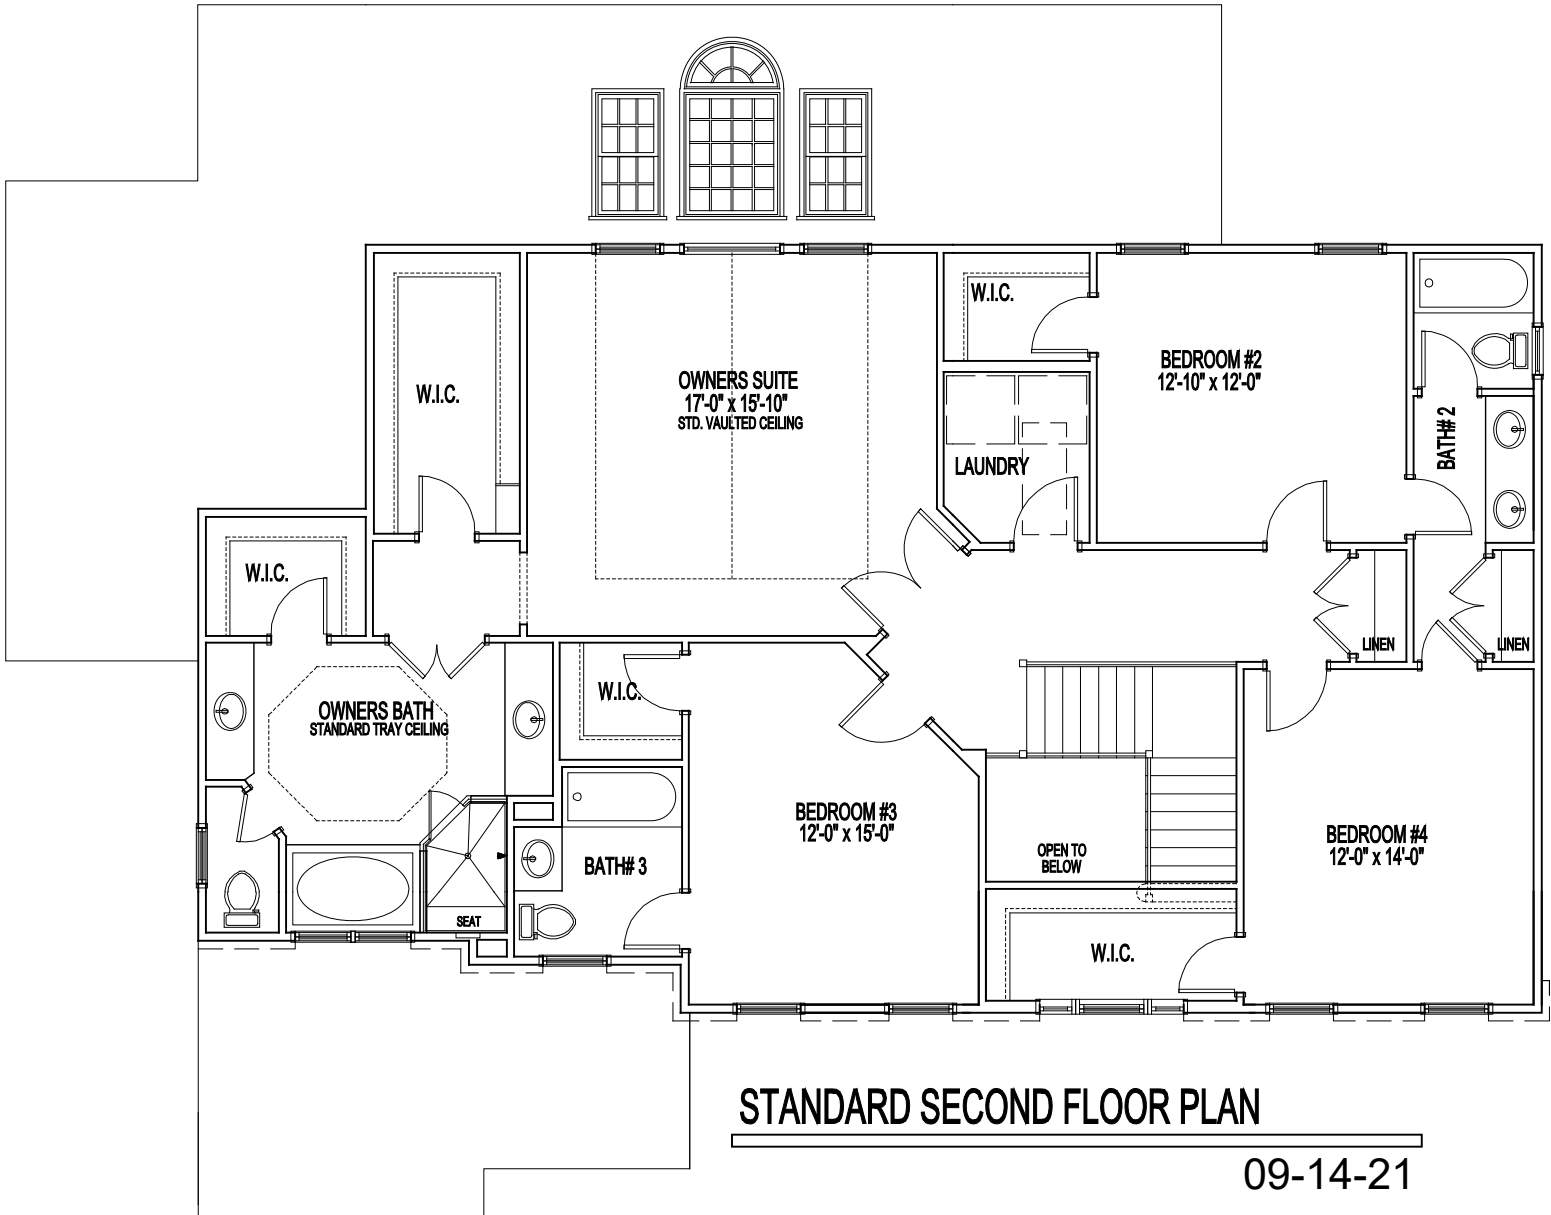 W.I.C.
BEDROOM #2
12'-10" x 12'-0"
OWNERS SUITE
17'-0" x 15'-10"
STD. VAULTED CEILING
W.I.C.
BATH# 2
LAUNDRY
W.I.C.
LINEN
LINEN
W.I.C.
OWNERS BATH
STANDARD TRAY CEILING
BEDROOM #3
12'-0" x 15'-0"
BEDROOM #4
12'-0" x 14'-0"
OPEN TO
BELOW
BATH# 3
SEAT
W.I.C.
STANDARD SECOND FLOOR PLAN
09-14-21